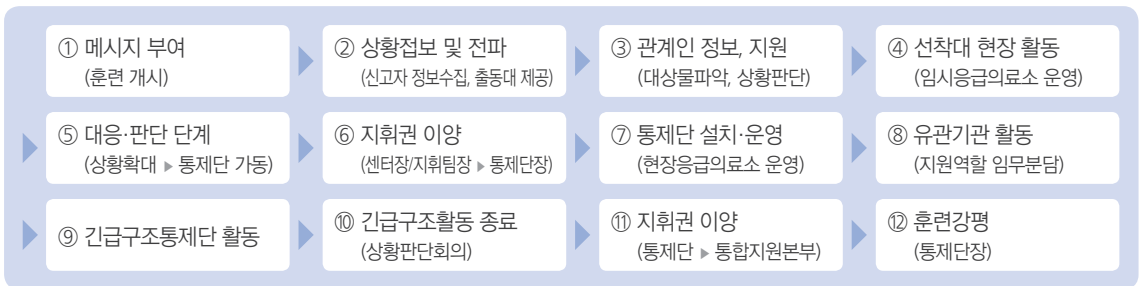 ① 메시지 부여
(훈련 개시)
② 상황접보 및 전파
(신고자 정보수집, 출동대 제공)
③ 관계인 정보, 지원
(대상물파악, 상황판단)
④ 선착대 현장 활동
(임시응급의료소 운영)
⑤ 대응·판단 단계
(상황확대 ▶ 통제단 가동)
⑥ 지휘권 이양
(센터장/지휘팀장 ▶ 통제단장)
⑦ 통제단 설치·운영
(현장응급의료소 운영)
⑧ 유관기관 활동
(지원역할 임무분담)
⑨ 긴급구조통제단 활동
⑩ 긴급구조활동 종료
(상황판단회의)
⑪ 지휘권 이양
(통제단 ▶ 통합지원본부)
⑫ 훈련강평
(통제단장)